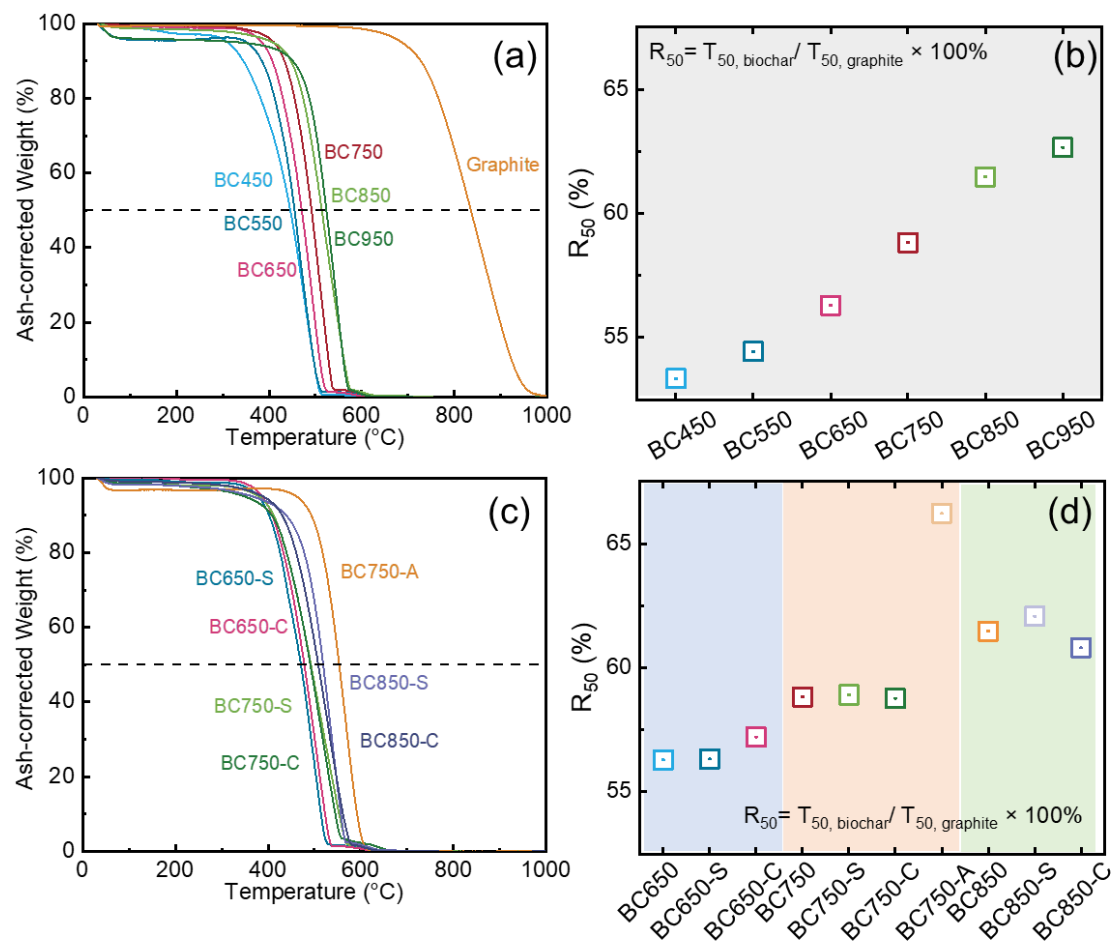 (a)
Ash-corrected Weight (%)
100
80
60
40
20
0
BC450
BC550
BC650
BC750
BC850
BC950
Graphite
0 200 400 600 800 1000
Temperature (°C)
(b)
R50= T50, biochar/ T50, graphite × 100%
R50 (%)
65
60
55
BC450 BC550 BC650 BC750 BC850 BC950
(c)
Ash-corrected Weight (%)
100
80
60
40
20
0
BC650-S
BC650-C
BC750-S
BC750-C
BC750-A
BC850-S
BC850-C
0 200 400 600 800 1000
Temperature (°C)
(d)
R50 (%)
65
60
55
R50= T50, biochar/ T50, graphite × 100%
BC650 BC650-S BC650-C BC750 BC750-S BC750-C BC750-A BC850 BC850-S BC850-C